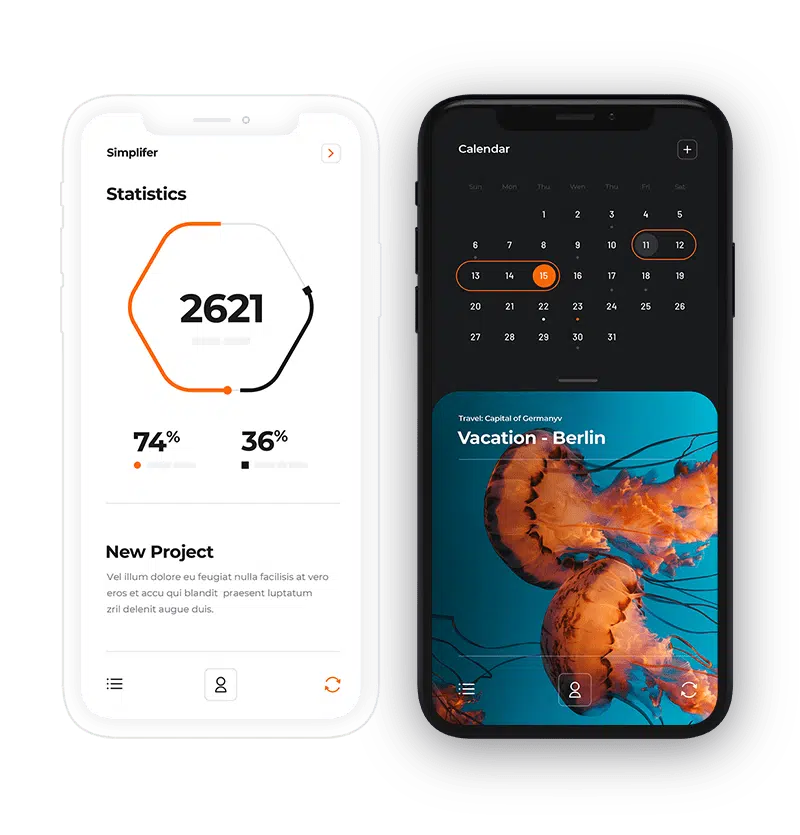 Simplifer
Statistics
2621
74%
36%
New Project
Vel illum dolore eu feugiat nulla facilisis at vero
eros et accu qui blandit praesent luptatum
zril delenit augue duis.
Calendar
Sun Mon Thu Wen Thu Fri Sat
1 2 3 4 5
6 7 8 9 10 11 12
13 14 15 16 17 18 19
20 21 22 23 24 25 26
27 28 29 30 31
Travel: Capital of Germanyv
Vacation - Berlin